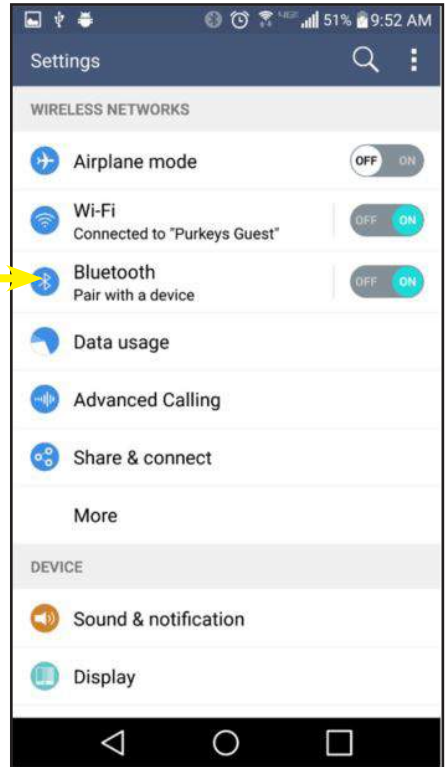 51% 9:52 AM
Settings
WIRELESS NETWORKS
Airplane mode
OFF ON
Wi-Fi
Connected to "Purkeys Guest"
OFF ON
Bluetooth
Pair with a device
OFF ON
Data usage
Advanced Calling
Share & connect
More
DEVICE
Sound & notification
Display